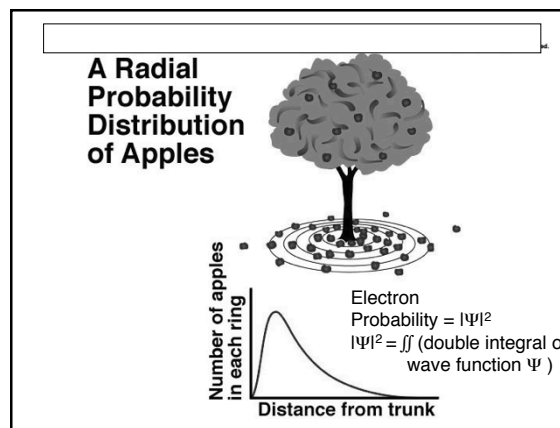 A Radial
Probability
Distribution
of Apples
Number of apples
in each ring
Distance from trunk
Electron
Probability = |Ψ|²
|Ψ|² = ∬ (double integral o
wave function Ψ )